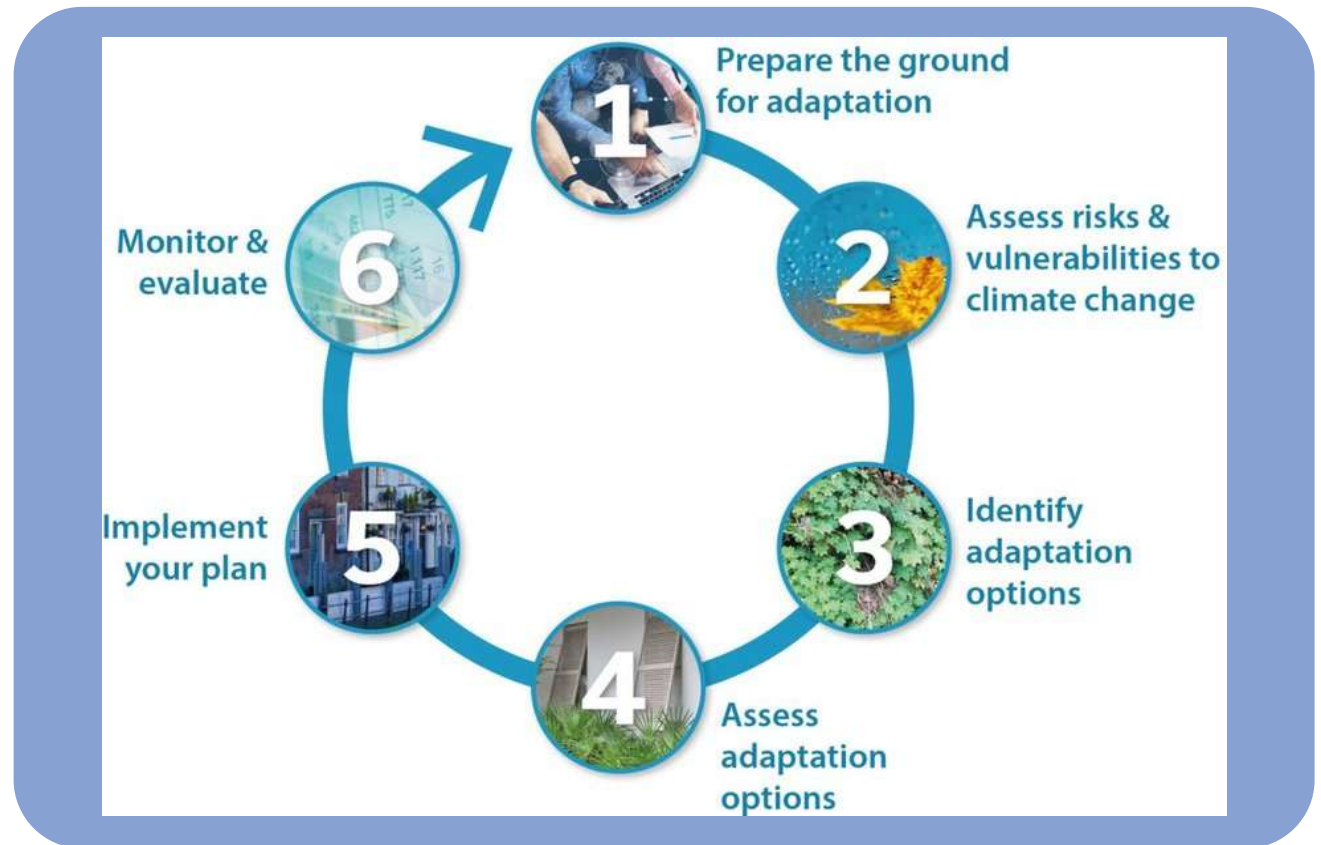 1
Prepare the ground
for adaptation
2
Assess risks &
vulnerabilities to
climate change
3
Identify
adaptation
options
4
Assess
adaptation
options
5
Implement
your plan
6
Monitor &
evaluate